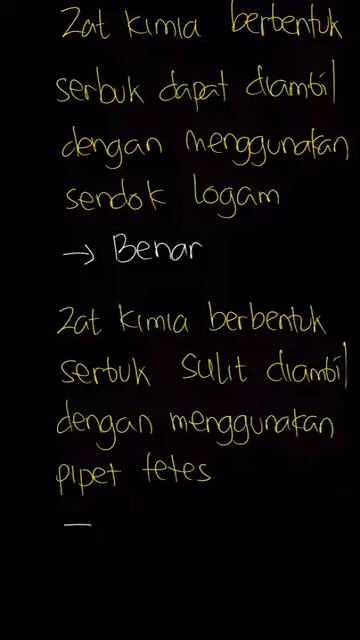 Zat kimia berbentuk
serbuk dapat diambil
dengan menggunakan
sendok logam
→ Benar
Zat kimia berbentuk
serbuk sulit diambil
dengan menggunakan
pipet tetes